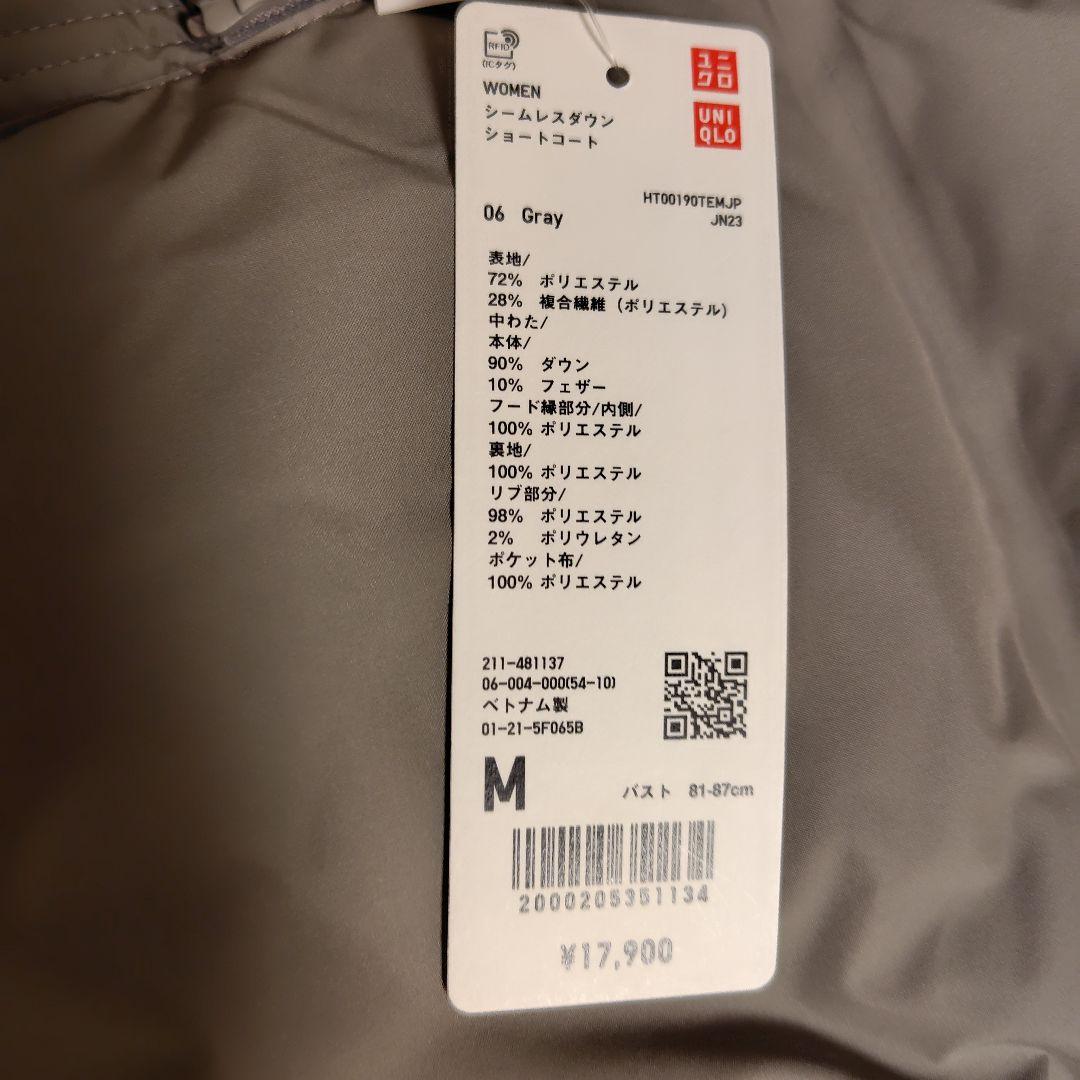 RFID
(ICタグ)
ユニ
クロ
UNI
QLO
WOMEN
シームレスダウン
ショートコート
HT00190TEMJP
JN23
06 Gray
表地/
72% ポリエステル
28% 複合繊維（ポリエステル）
中わた/
本体/
90% ダウン
10% フェザー
フード縁部分/内側/
100% ポリエステル
裏地/
100% ポリエステル
リブ部分/
98% ポリエステル
2% ポリウレタン
ポケット布/
100% ポリエステル
211-481137
06-004-000(54-10)
ベトナム製
01-21-5F065B
M バスト 81-87cm
2000205351134
¥17,900